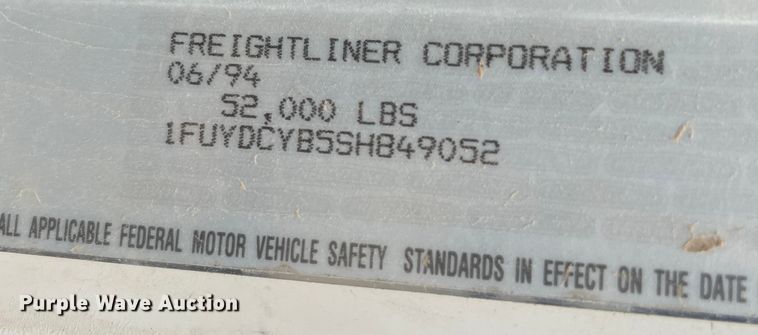 FREIGHTLINER CORPORATION
06/94
52,000 LBS
1FUYDCYB5SH849052
ALL APPLICABLE FEDERAL MOTOR VEHICLE SAFETY STANDARDS IN EFFECT ON THE DATE
Purple Wave Auction